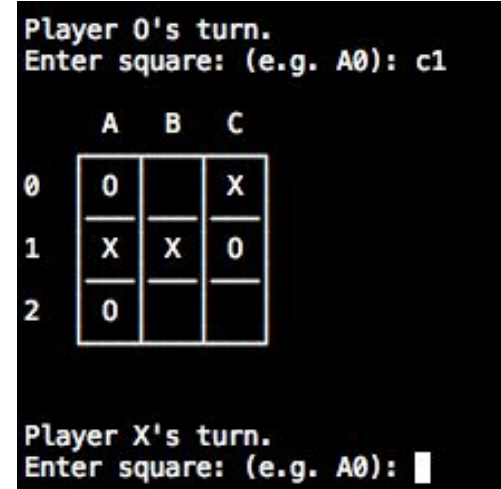 Player O's turn.
Enter square: (e.g. A0): c1
A B C
0 O X
1 X X O
2 O
Player X's turn.
Enter square: (e.g. A0):